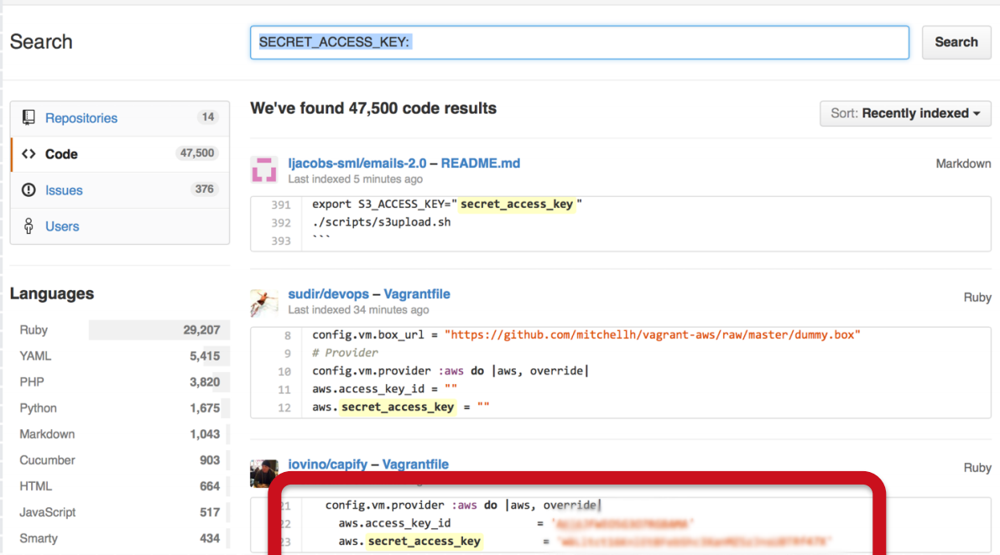 Search
SECRET_ACCESS_KEY:
Search
Repositories 14
Code 47,500
Issues 376
Users
Languages
Ruby 29,207
YAML 5,415
PHP 3,820
Python 1,675
Markdown 1,043
Cucumber 903
HTML 664
JavaScript 517
Smarty 434
We've found 47,500 code results
Sort: Recently indexed
ljacobs-sml/emails-2.0 – README.md
Markdown
Last indexed 5 minutes ago
391 export S3_ACCESS_KEY="secret_access_key"
392 ./scripts/s3upload.sh
393 ```
sudir/devops – Vagrantfile
Ruby
Last indexed 34 minutes ago
8 config.vm.box_url = "https://github.com/mitchellh/vagrant-aws/raw/master/dummy.box"
9 # Provider
10 config.vm.provider :aws do |aws, override|
11 aws.access_key_id = ""
12 aws.secret_access_key = ""
iovino/capify – Vagrantfile
Ruby
21 config.vm.provider :aws do |aws, override|
22 aws.access_key_id = '
23 aws.secret_access_key = '